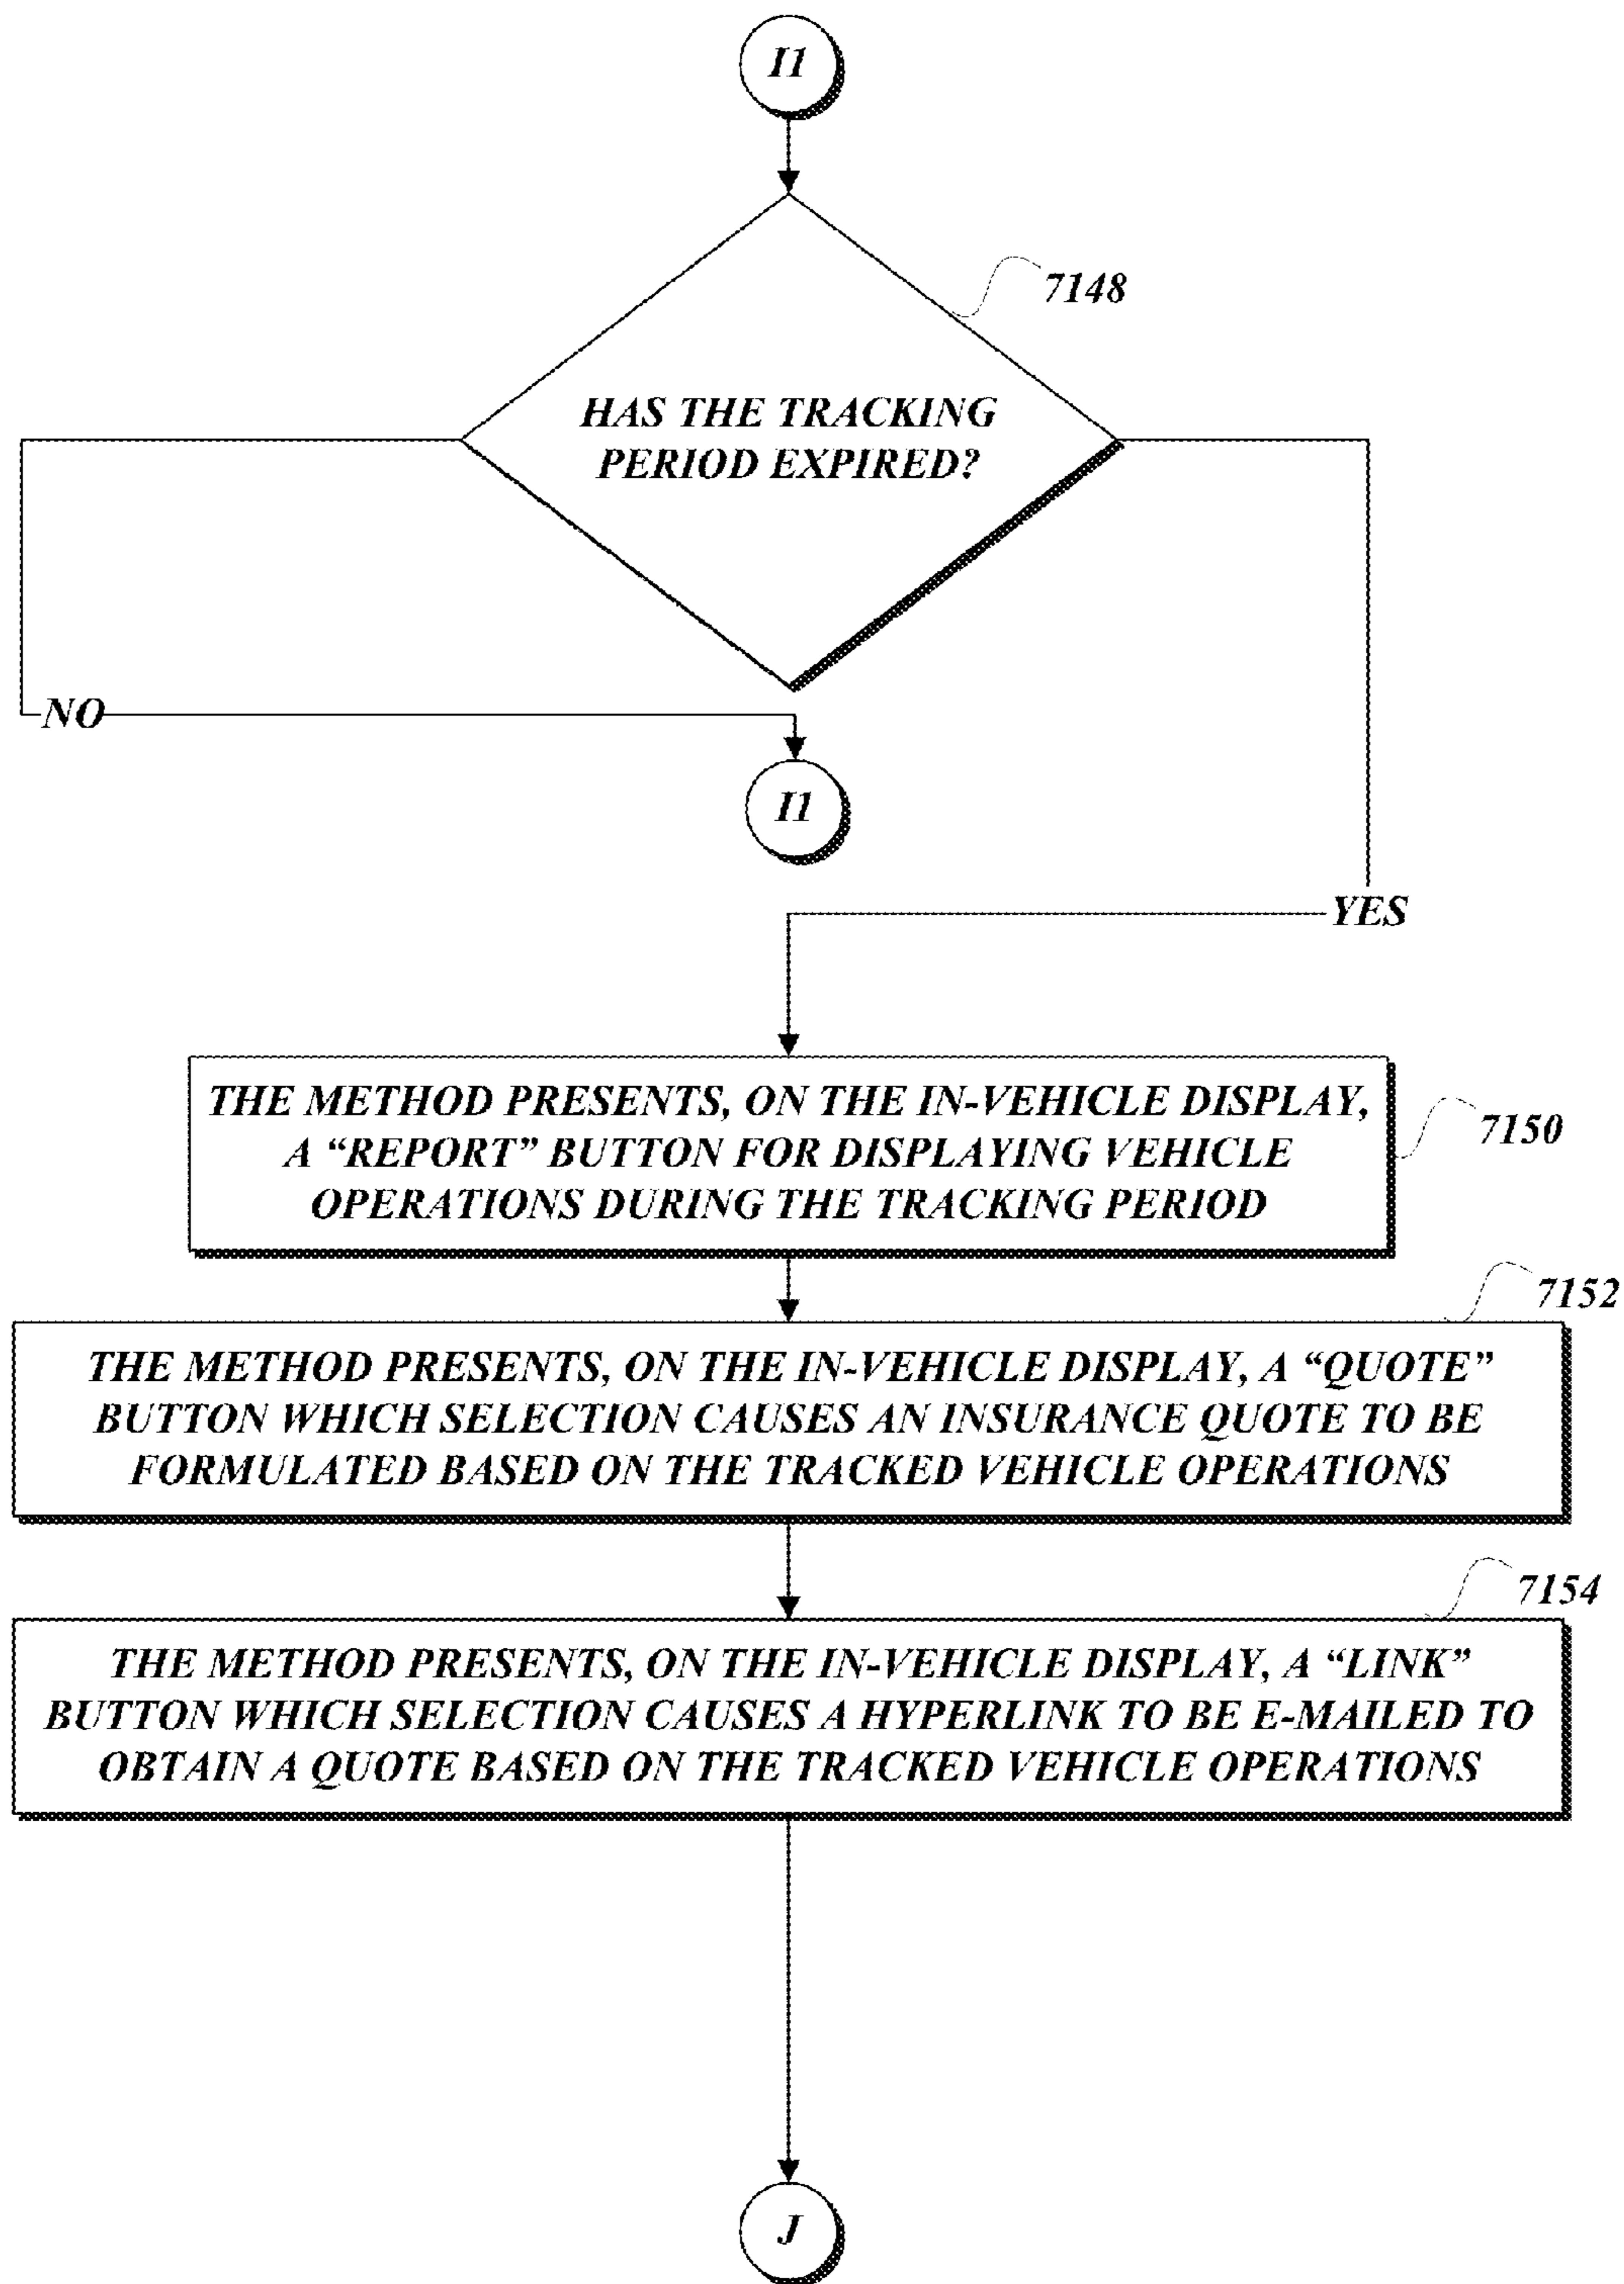 I1
7148
HAS THE TRACKING
PERIOD EXPIRED?
NO
I1
YES
THE METHOD PRESENTS, ON THE IN-VEHICLE DISPLAY,
A “REPORT” BUTTON FOR DISPLAYING VEHICLE
OPERATIONS DURING THE TRACKING PERIOD
7150
7152
THE METHOD PRESENTS, ON THE IN-VEHICLE DISPLAY, A “QUOTE”
BUTTON WHICH SELECTION CAUSES AN INSURANCE QUOTE TO BE
FORMULATED BASED ON THE TRACKED VEHICLE OPERATIONS
7154
THE METHOD PRESENTS, ON THE IN-VEHICLE DISPLAY, A “LINK”
BUTTON WHICH SELECTION CAUSES A HYPERLINK TO BE E-MAILED TO
OBTAIN A QUOTE BASED ON THE TRACKED VEHICLE OPERATIONS
J